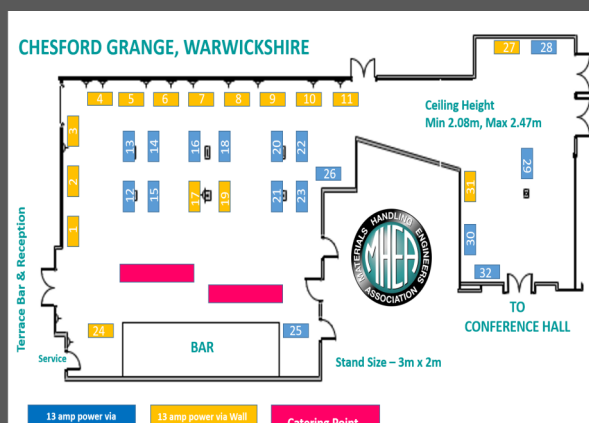 CHESFORD GRANGE, WARWICKSHIRE
27 28
4 5 6 7 8 9 10 11
Ceiling Height
Min 2.08m, Max 2.47m
3
13 14 16 18 20 22
29
26
2
12 15 17 19 21 23
31
1
30
MATERIALS HANDLING ENGINEERS ASSOCIATION
MHEA
32
Terrace Bar & Reception
TO
CONFERENCE HALL
24
25
BAR
Service
Stand Size – 3m x 2m
13 amp power via
13 amp power via Wall
Catering Point